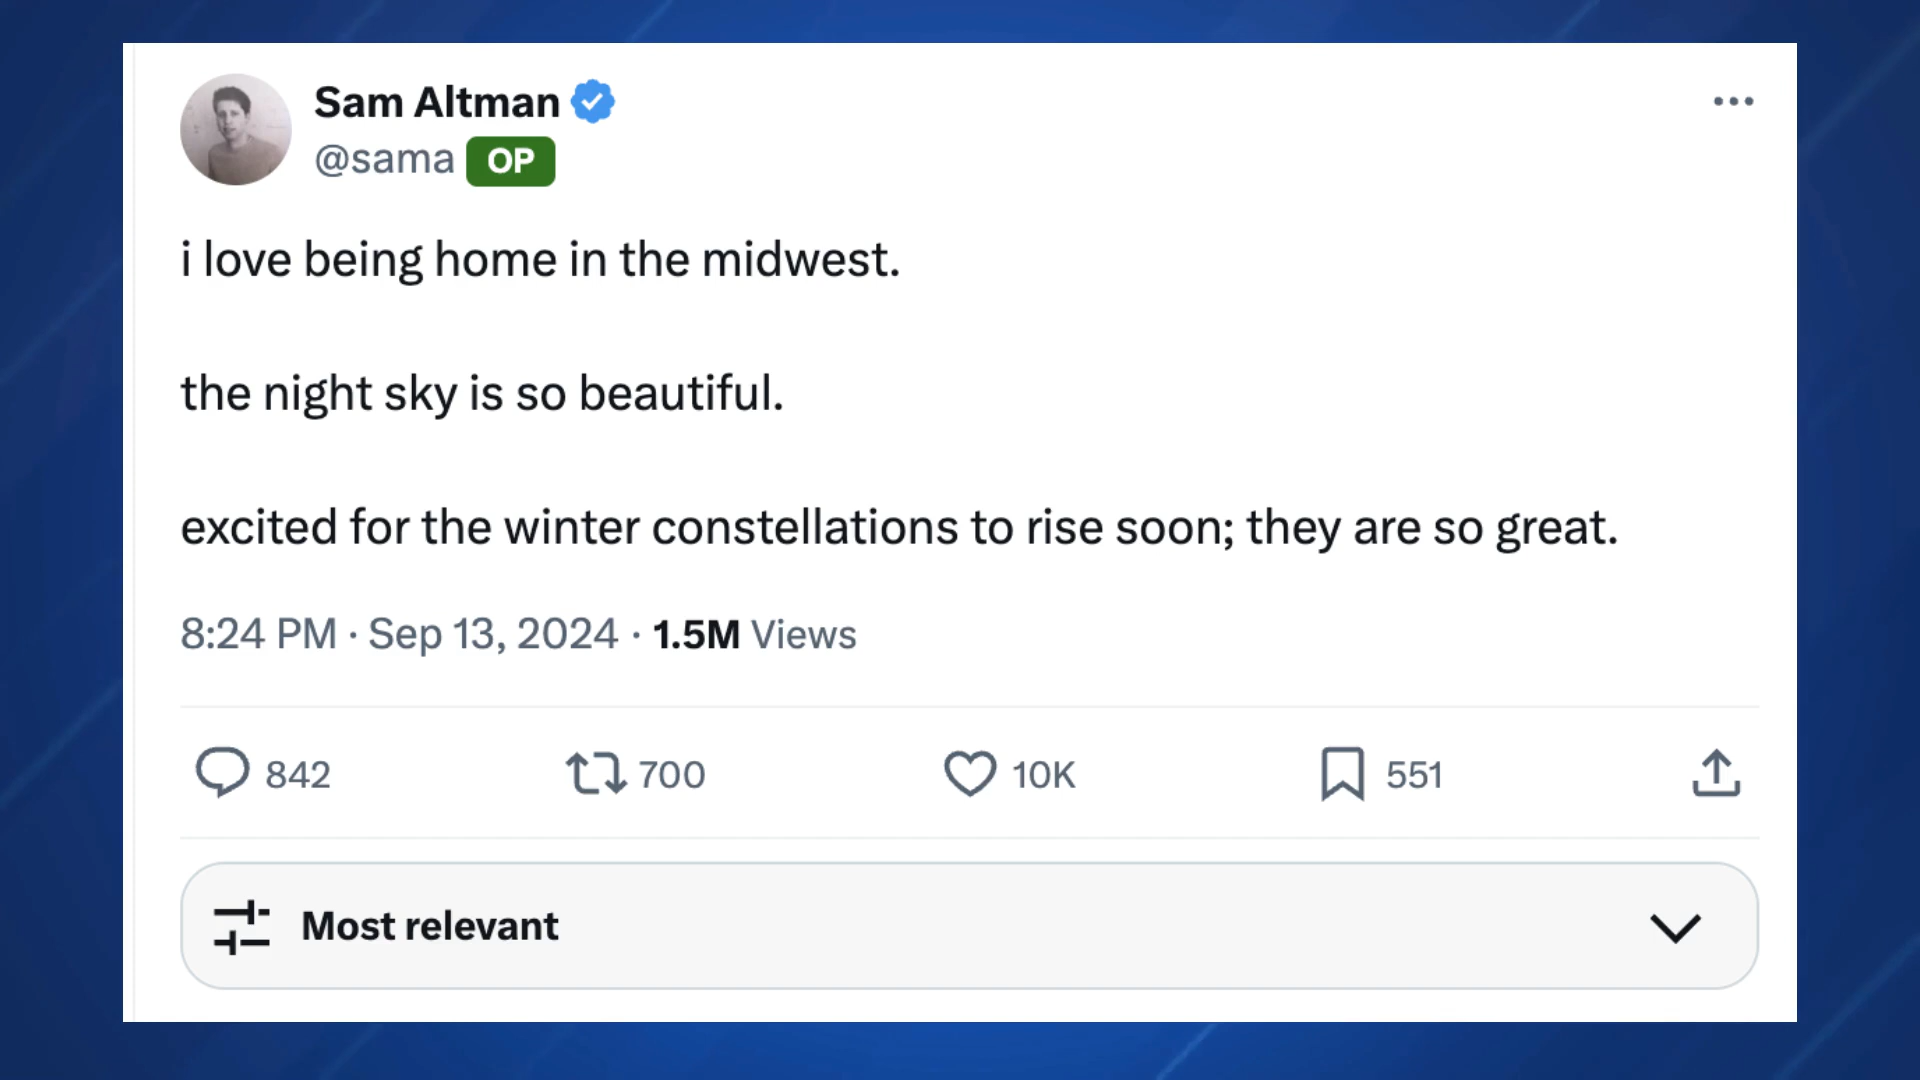 Sam Altman
@sama OP
i love being home in the midwest.
the night sky is so beautiful.
excited for the winter constellations to rise soon; they are so great.
8:24 PM · Sep 13, 2024 · 1.5M Views
842 700 10K 551
Most relevant